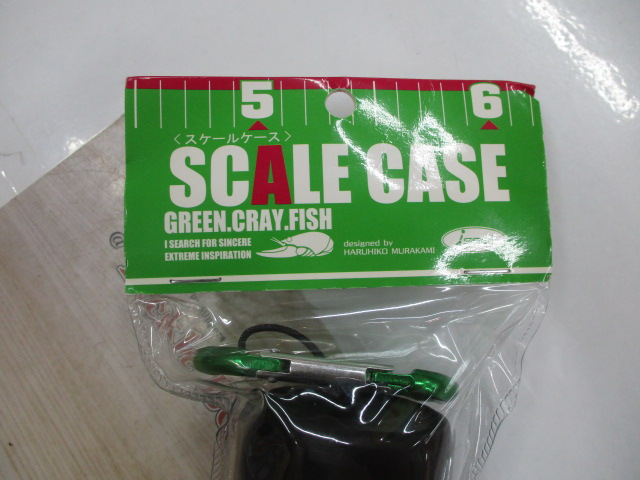 5 6
〈スケールケース〉
SCALE CASE
GREEN.CRAY.FISH
I SEARCH FOR SINCERE
EXTREME INSPIRATION
designed by
HARUHIKO MURAKAMI